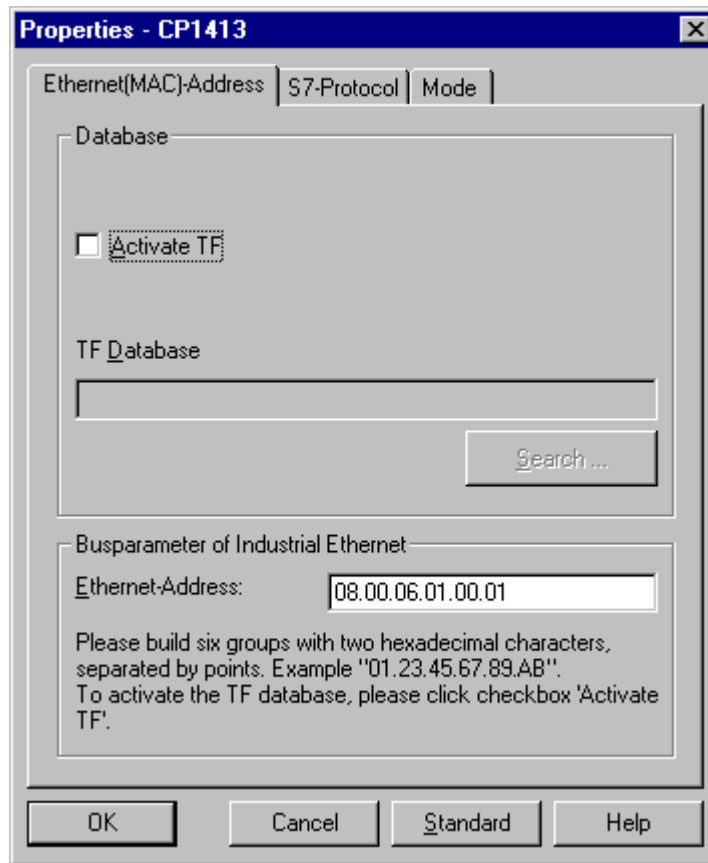 Properties - CP1413
Ethernet(MAC)-Address S7-Protocol Mode
Database
Activate TF
TF Database
Search ...
Busparameter of Industrial Ethernet
Ethernet-Address: 08.00.06.01.00.01
Please build six groups with two hexadecimal characters,
separated by points. Example "01.23.45.67.89.AB".
To activate the TF database, please click checkbox 'Activate
TF'.
OK Cancel Standard Help